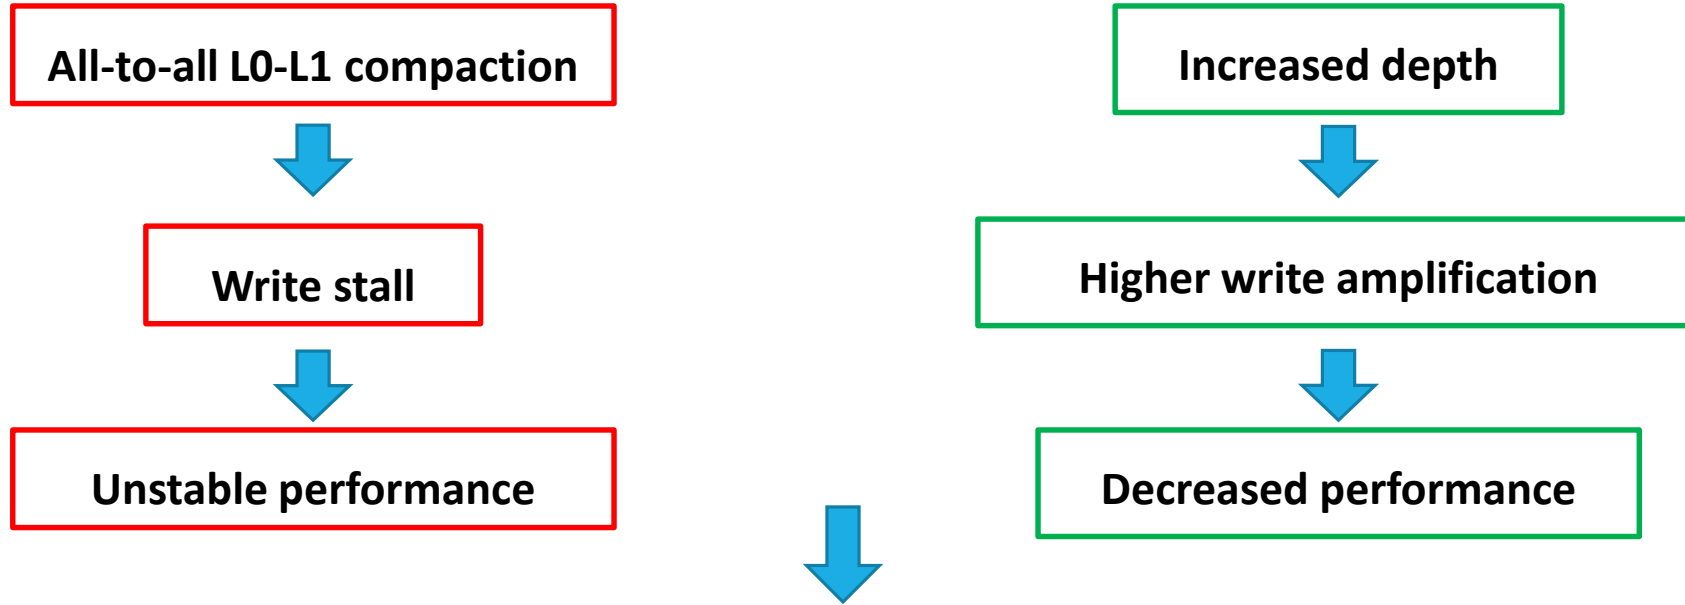 All-to-all L0-L1 compaction
Write stall
Unstable performance
Increased depth
Higher write amplification
Decreased performance